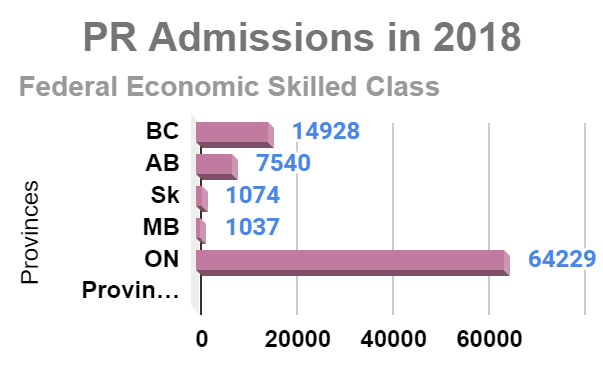 PR Admissions in 2018
Federal Economic Skilled Class
Provinces
BC 14928
AB 7540
Sk 1074
MB 1037
ON 64229
Provin…
0 20000 40000 60000